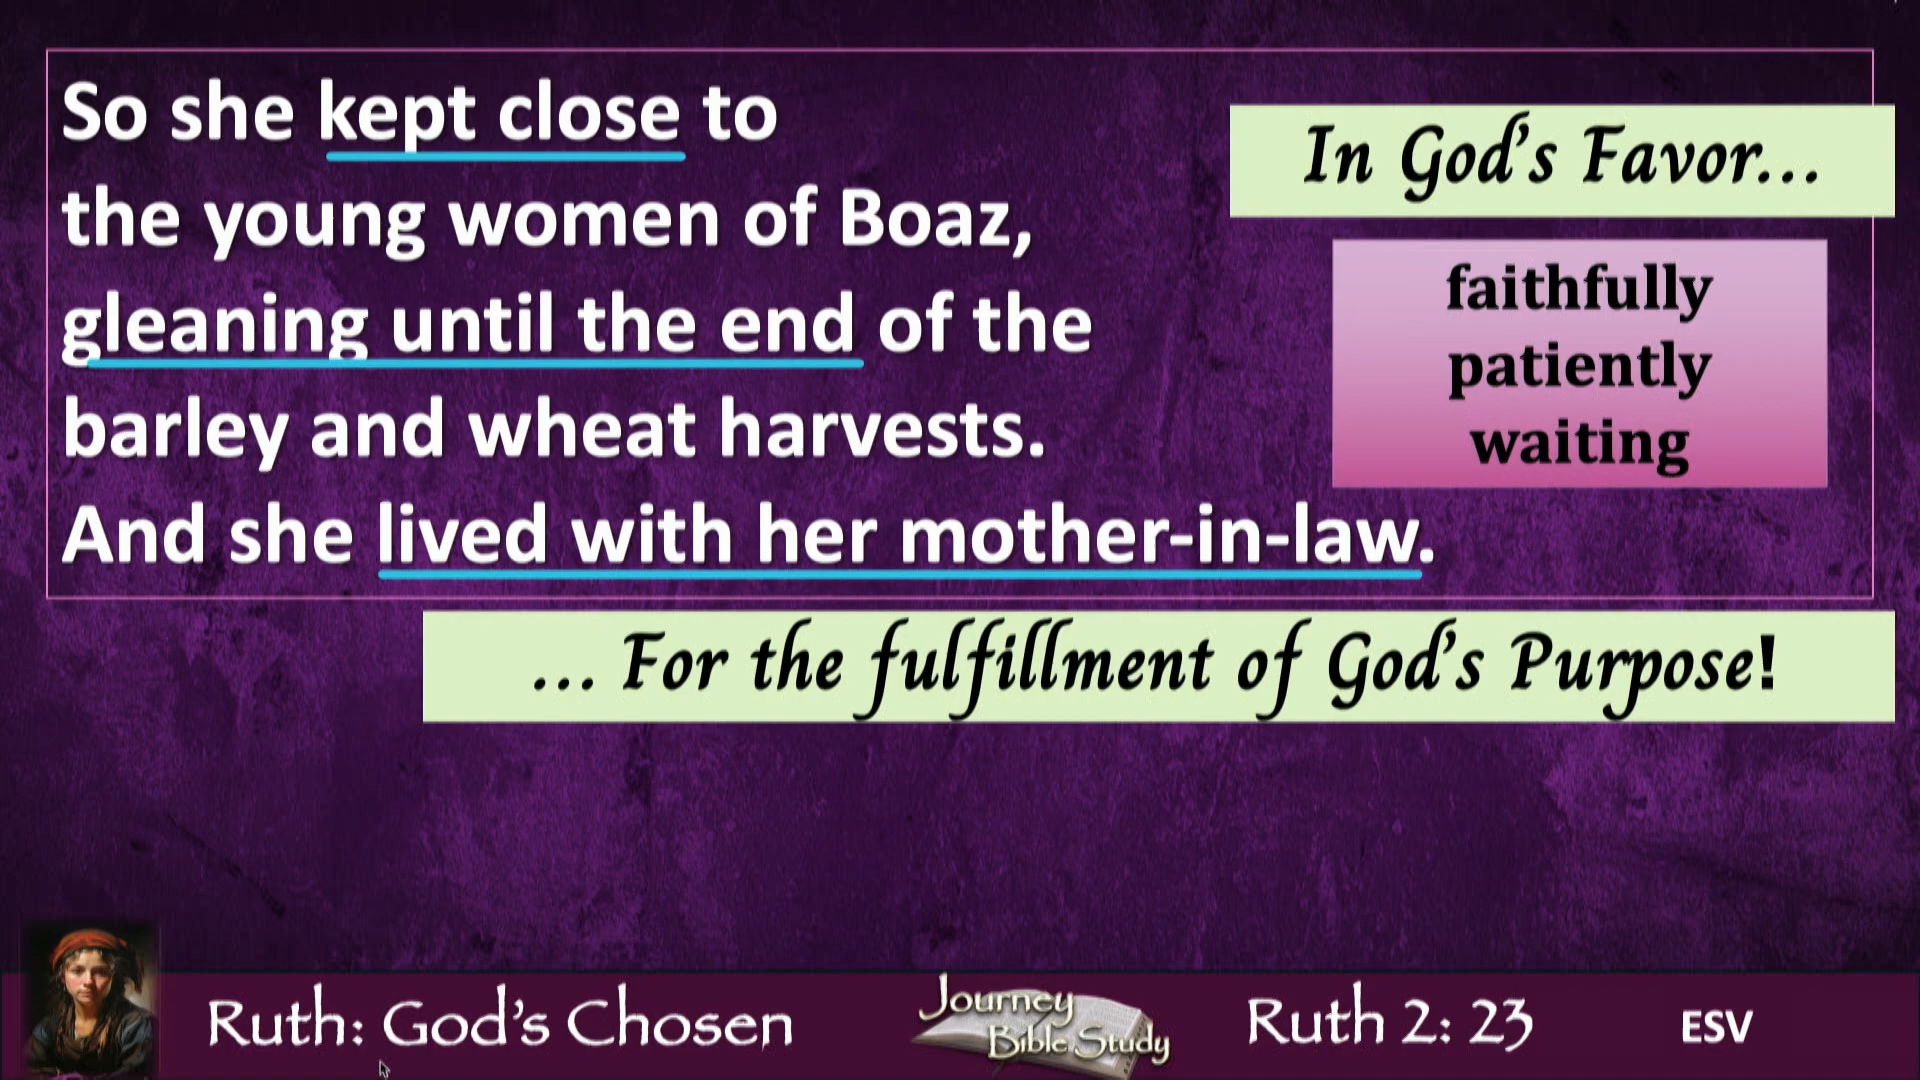 So she kept close to
the young women of Boaz,
gleaning until the end of the
barley and wheat harvests.
And she lived with her mother-in-law.
In God's Favor...
faithfully
patiently
waiting
... For the fulfillment of God's Purpose!
Ruth: God's Chosen
Journey
Bible Study
Ruth 2: 23
ESV